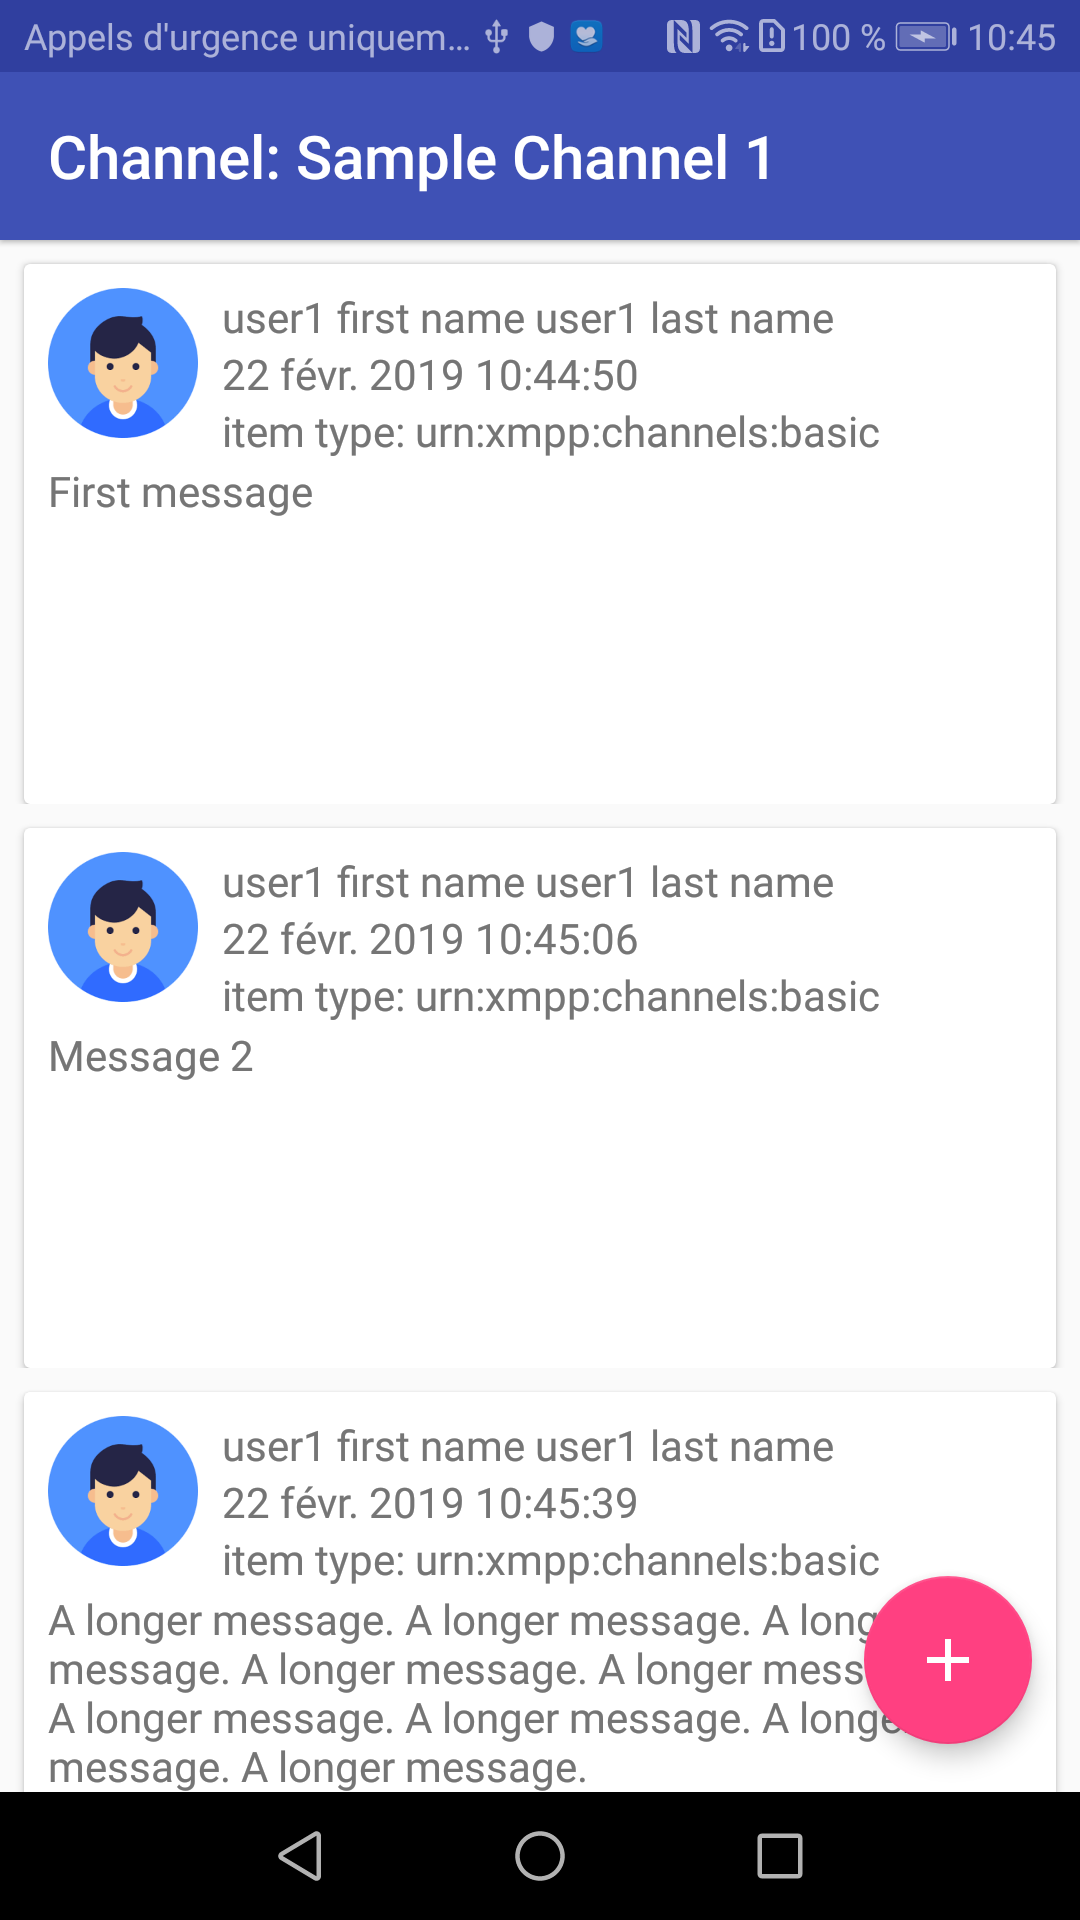 Appels d'urgence uniquem... 100 % 10:45
Channel: Sample Channel 1
user1 first name user1 last name
22 févr. 2019 10:44:50
item type: urn:xmpp:channels:basic
First message
user1 first name user1 last name
22 févr. 2019 10:45:06
item type: urn:xmpp:channels:basic
Message 2
user1 first name user1 last name
22 févr. 2019 10:45:39
item type: urn:xmpp:channels:basic
A longer message. A longer message. A long
message. A longer message. A longer mess
A longer message. A longer message. A longe
message. A longer message.